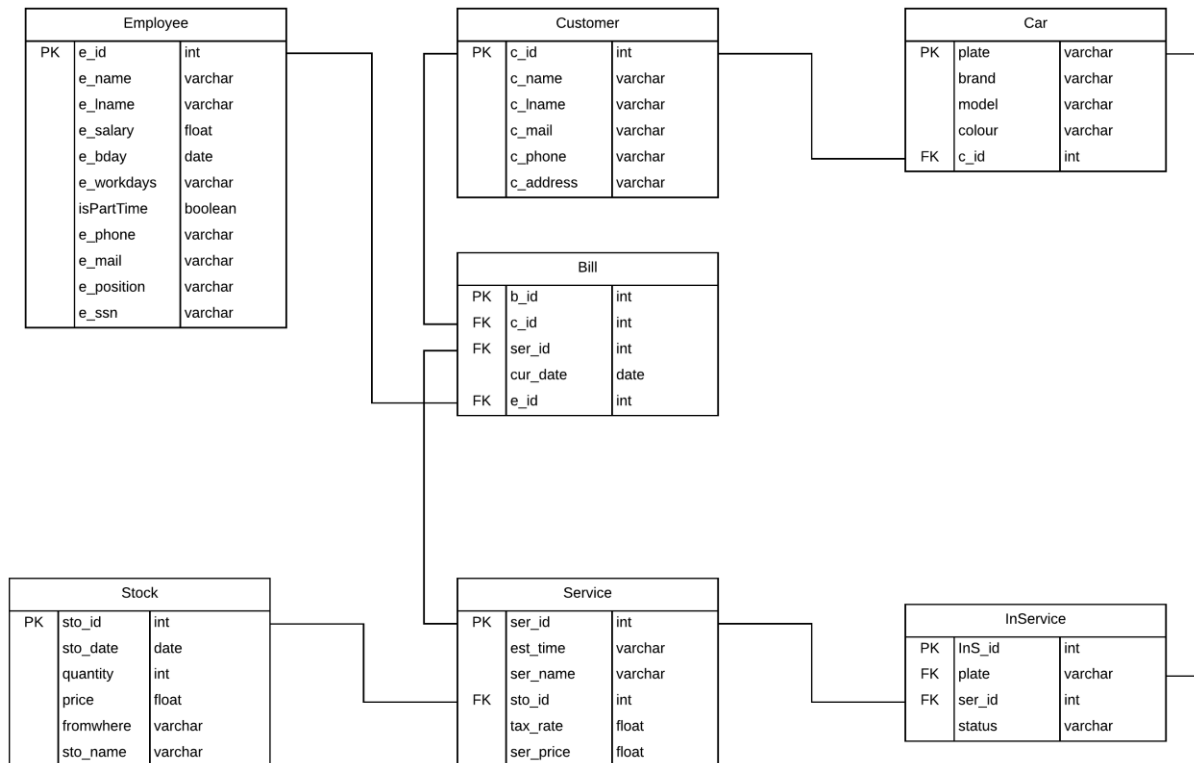 Employee
PK e_id int
e_name varchar
e_lname varchar
e_salary float
e_bday date
e_workdays varchar
isPartTime boolean
e_phone varchar
e_mail varchar
e_position varchar
e_ssn varchar
Customer
PK c_id int
c_name varchar
c_lname varchar
c_mail varchar
c_phone varchar
c_address varchar
Car
PK plate varchar
brand varchar
model varchar
colour varchar
FK c_id int
Bill
PK b_id int
FK c_id int
FK ser_id int
cur_date date
FK e_id int
Stock
PK sto_id int
sto_date date
quantity int
price float
fromwhere varchar
sto_name varchar
Service
PK ser_id int
est_time varchar
ser_name varchar
FK sto_id int
tax_rate float
ser_price float
InService
PK InS_id int
FK plate varchar
FK ser_id int
status varchar